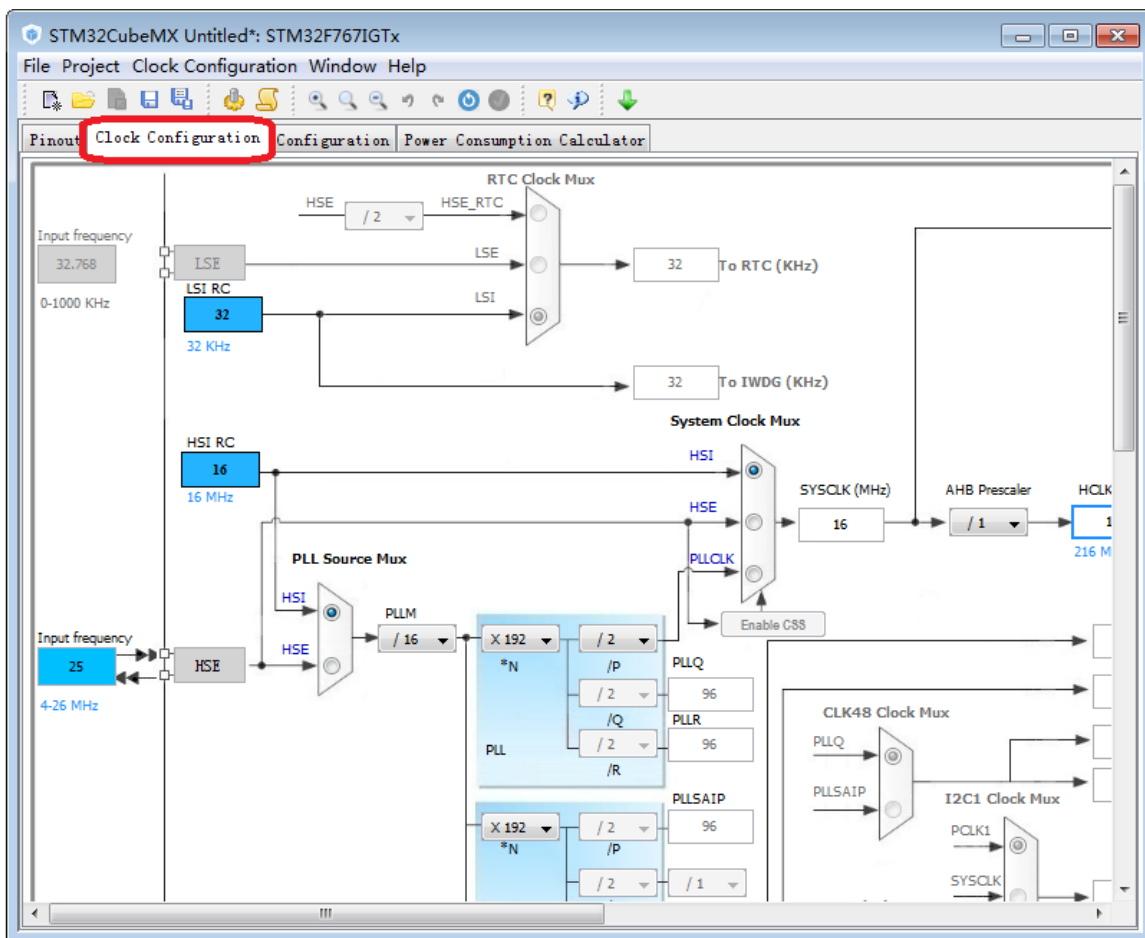 STM32CubeMX Untitled*: STM32F767IGTx
File Project Clock Configuration Window Help
Pinout Clock Configuration Configuration Power Consumption Calculator
RTC Clock Mux
HSE / 2 HSE_RTC
Input frequency
32.768 LSE LSE 32 To RTC (KHz)
0-1000 KHz
LSI RC LSI
32
32 KHz
32 To IWDG (KHz)
System Clock Mux
HSI RC HSI
16
16 MHz
SYSCLK (MHz) AHB Prescaler HCLK
HSE 16 / 1 1
216 M
PLL Source Mux PLLCLK
HSI PLLM
Enable CSS
Input frequency / 16 X 192 / 2
HSE *N /P PLLQ
25 HSE / 2 96
4-26 MHz /Q PLLR
CLK48 Clock Mux
PLL / 2 96 PLLQ
/R
PLLSAIP PLLSAIP I2C1 Clock Mux
X 192 / 2 96 PCLK1
*N /P
/ 2 / 1 SYSCLK